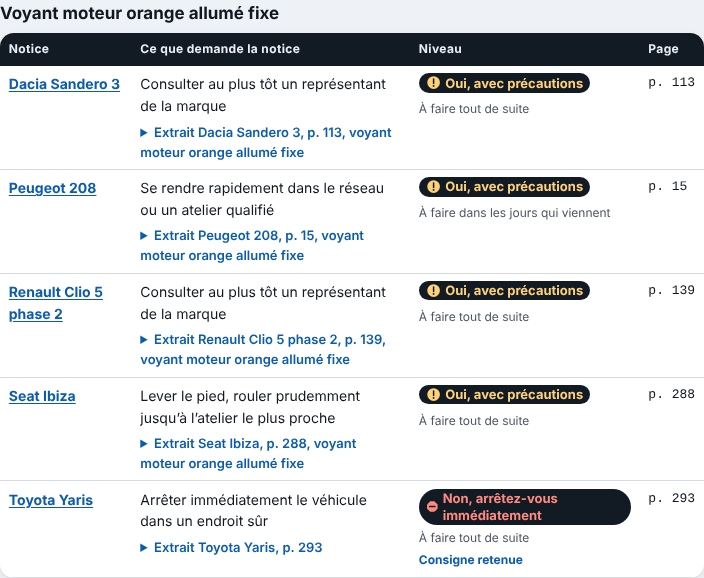 Voyant moteur orange allumé fixe
Notice Ce que demande la notice Niveau Page
Dacia Sandero 3
Consulter au plus tôt un représentant
de la marque
▶ Extrait Dacia Sandero 3, p. 113, voyant
moteur orange allumé fixe
Oui, avec précautions
À faire tout de suite
p. 113
Peugeot 208
Se rendre rapidement dans le réseau
ou un atelier qualifié
▶ Extrait Peugeot 208, p. 15, voyant
moteur orange allumé fixe
Oui, avec précautions
À faire dans les jours qui viennent
p. 15
Renault Clio 5
phase 2
Consulter au plus tôt un représentant
de la marque
▶ Extrait Renault Clio 5 phase 2, p. 139,
voyant moteur orange allumé fixe
Oui, avec précautions
À faire tout de suite
p. 139
Seat Ibiza
Lever le pied, rouler prudemment
jusqu’à l’atelier le plus proche
▶ Extrait Seat Ibiza, p. 288, voyant
moteur orange allumé fixe
Oui, avec précautions
À faire tout de suite
p. 288
Toyota Yaris
Arrêter immédiatement le véhicule
dans un endroit sûr
▶ Extrait Toyota Yaris, p. 293
Non, arrêtez-vous
immédiatement
À faire tout de suite
Consigne retenue
p. 293